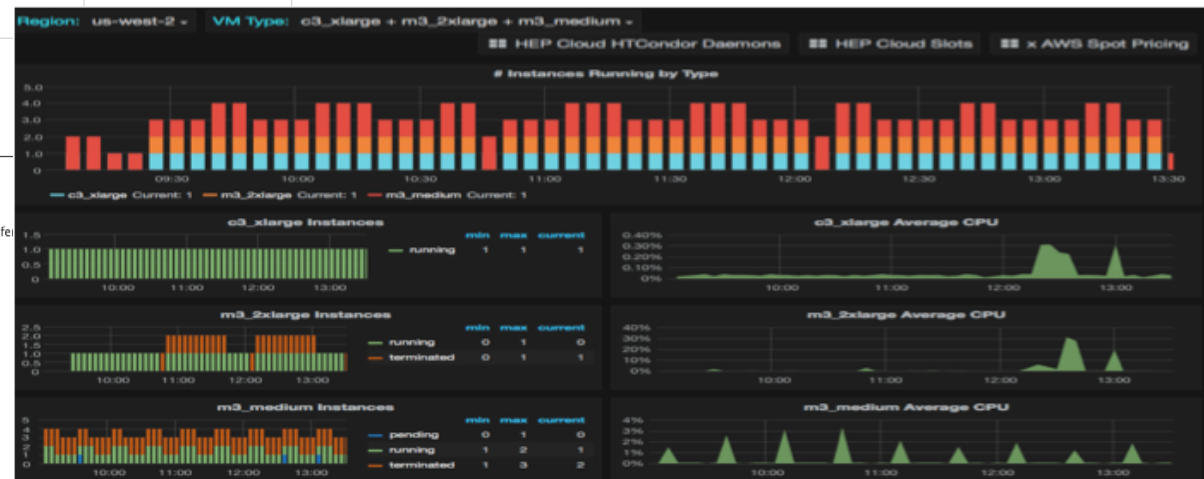 Region: us-west-2 VM Type: c3_xlarge + m3_2xlarge + m3_medium
HEP Cloud HTCondor Daemons HEP Cloud Slots x AWS Spot Pricing
# Instances Running by Type
5.0
4.0
3.0
2.0
1.0
0
09:30 10:00 10:30 11:00 11:30 12:00 12:30 13:00 13:30
c3_xlarge Current: 1 m3_2xlarge Current: 1 m3_medium Current: 1
fe
c3_xlarge Instances
1.5
1.0
0.5
0
10:00 11:00 12:00 13:00
min max current
running 1 1 1
c3_xlarge Average CPU
0.40%
0.30%
0.20%
0.10%
0%
10:00 11:00 12:00 13:00
m3_2xlarge Instances
2.5
2.0
1.5
1.0
0.5
0
10:00 11:00 12:00 13:00
min max current
running 0 1 0
terminated 0 1 1
m3_2xlarge Average CPU
40%
30%
20%
10%
0%
10:00 11:00 12:00 13:00
m3_medium Instances
5
4
3
2
1
0
10:00 11:00 12:00 13:00
min max current
pending 0 1 0
running 1 2 1
terminated 1 3 2
m3_medium Average CPU
4%
3%
2%
1%
0%
10:00 11:00 12:00 13:00